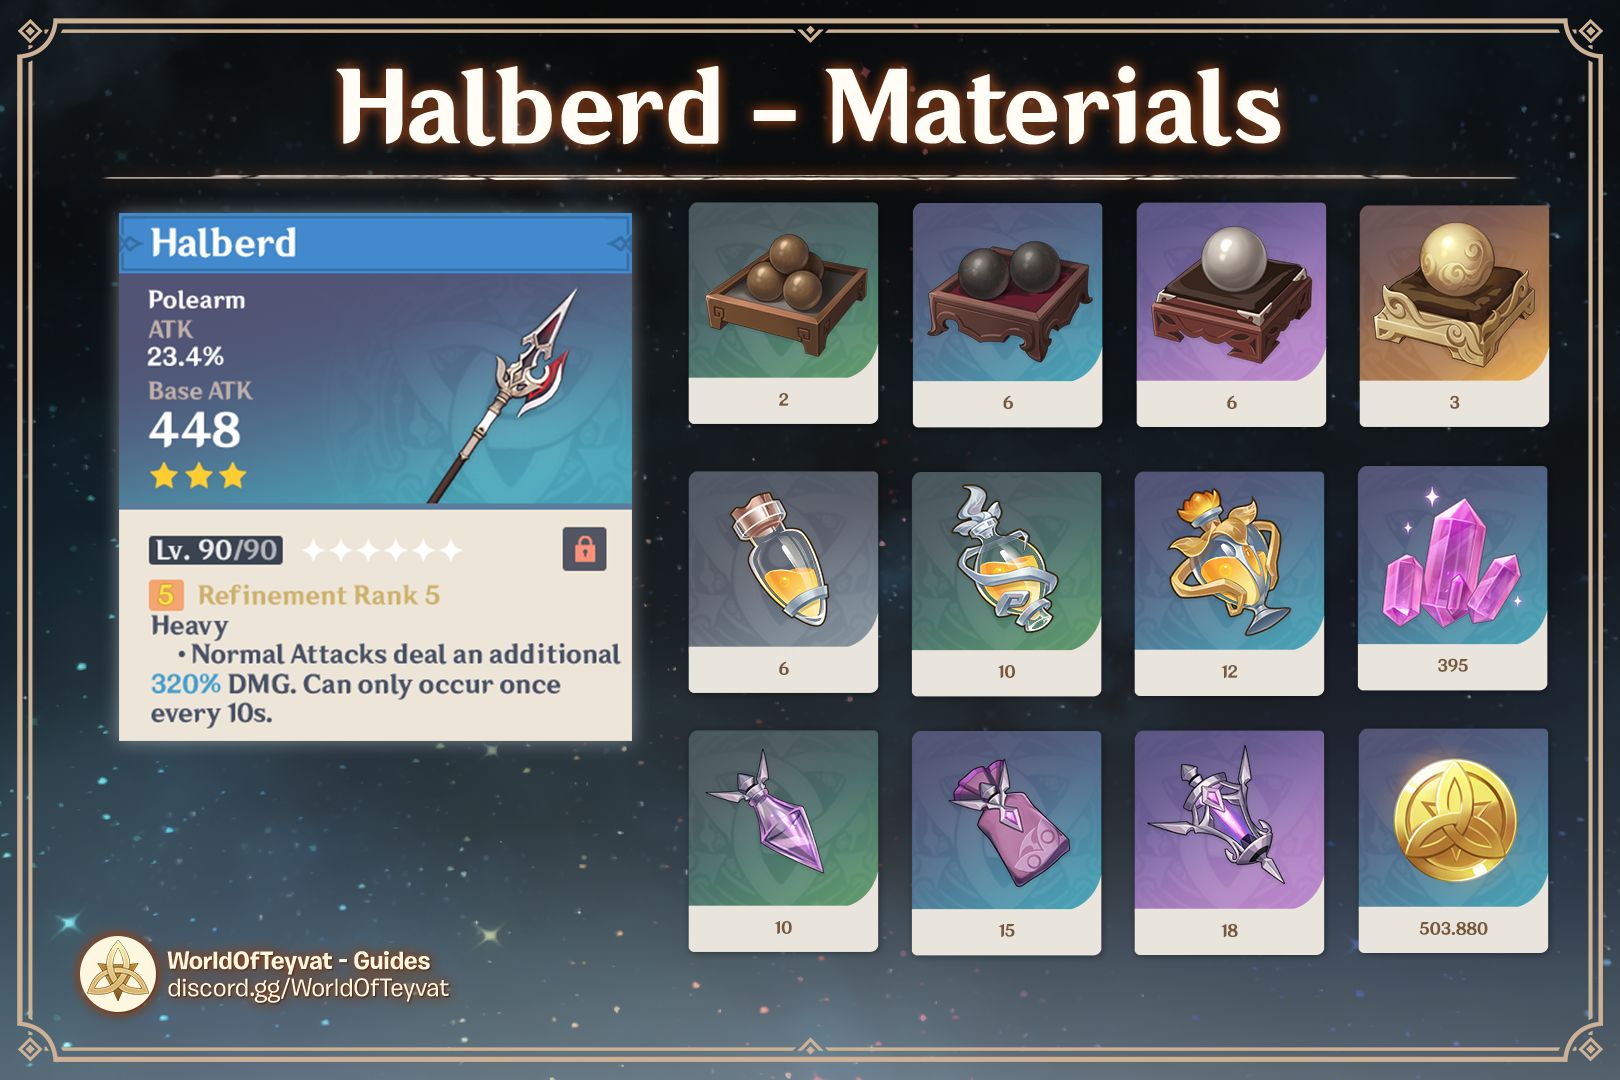 Halberd - Materials
Halberd
Polearm
ATK
23.4%
Base ATK
448
Lv. 90/90
5 Refinement Rank 5
Heavy
• Normal Attacks deal an additional
320% DMG. Can only occur once
every 10s.
2
6
6
3
6
10
12
395
10
15
18
503.880
WorldOfTeyvat - Guides
discord.gg/WorldOfTeyvat